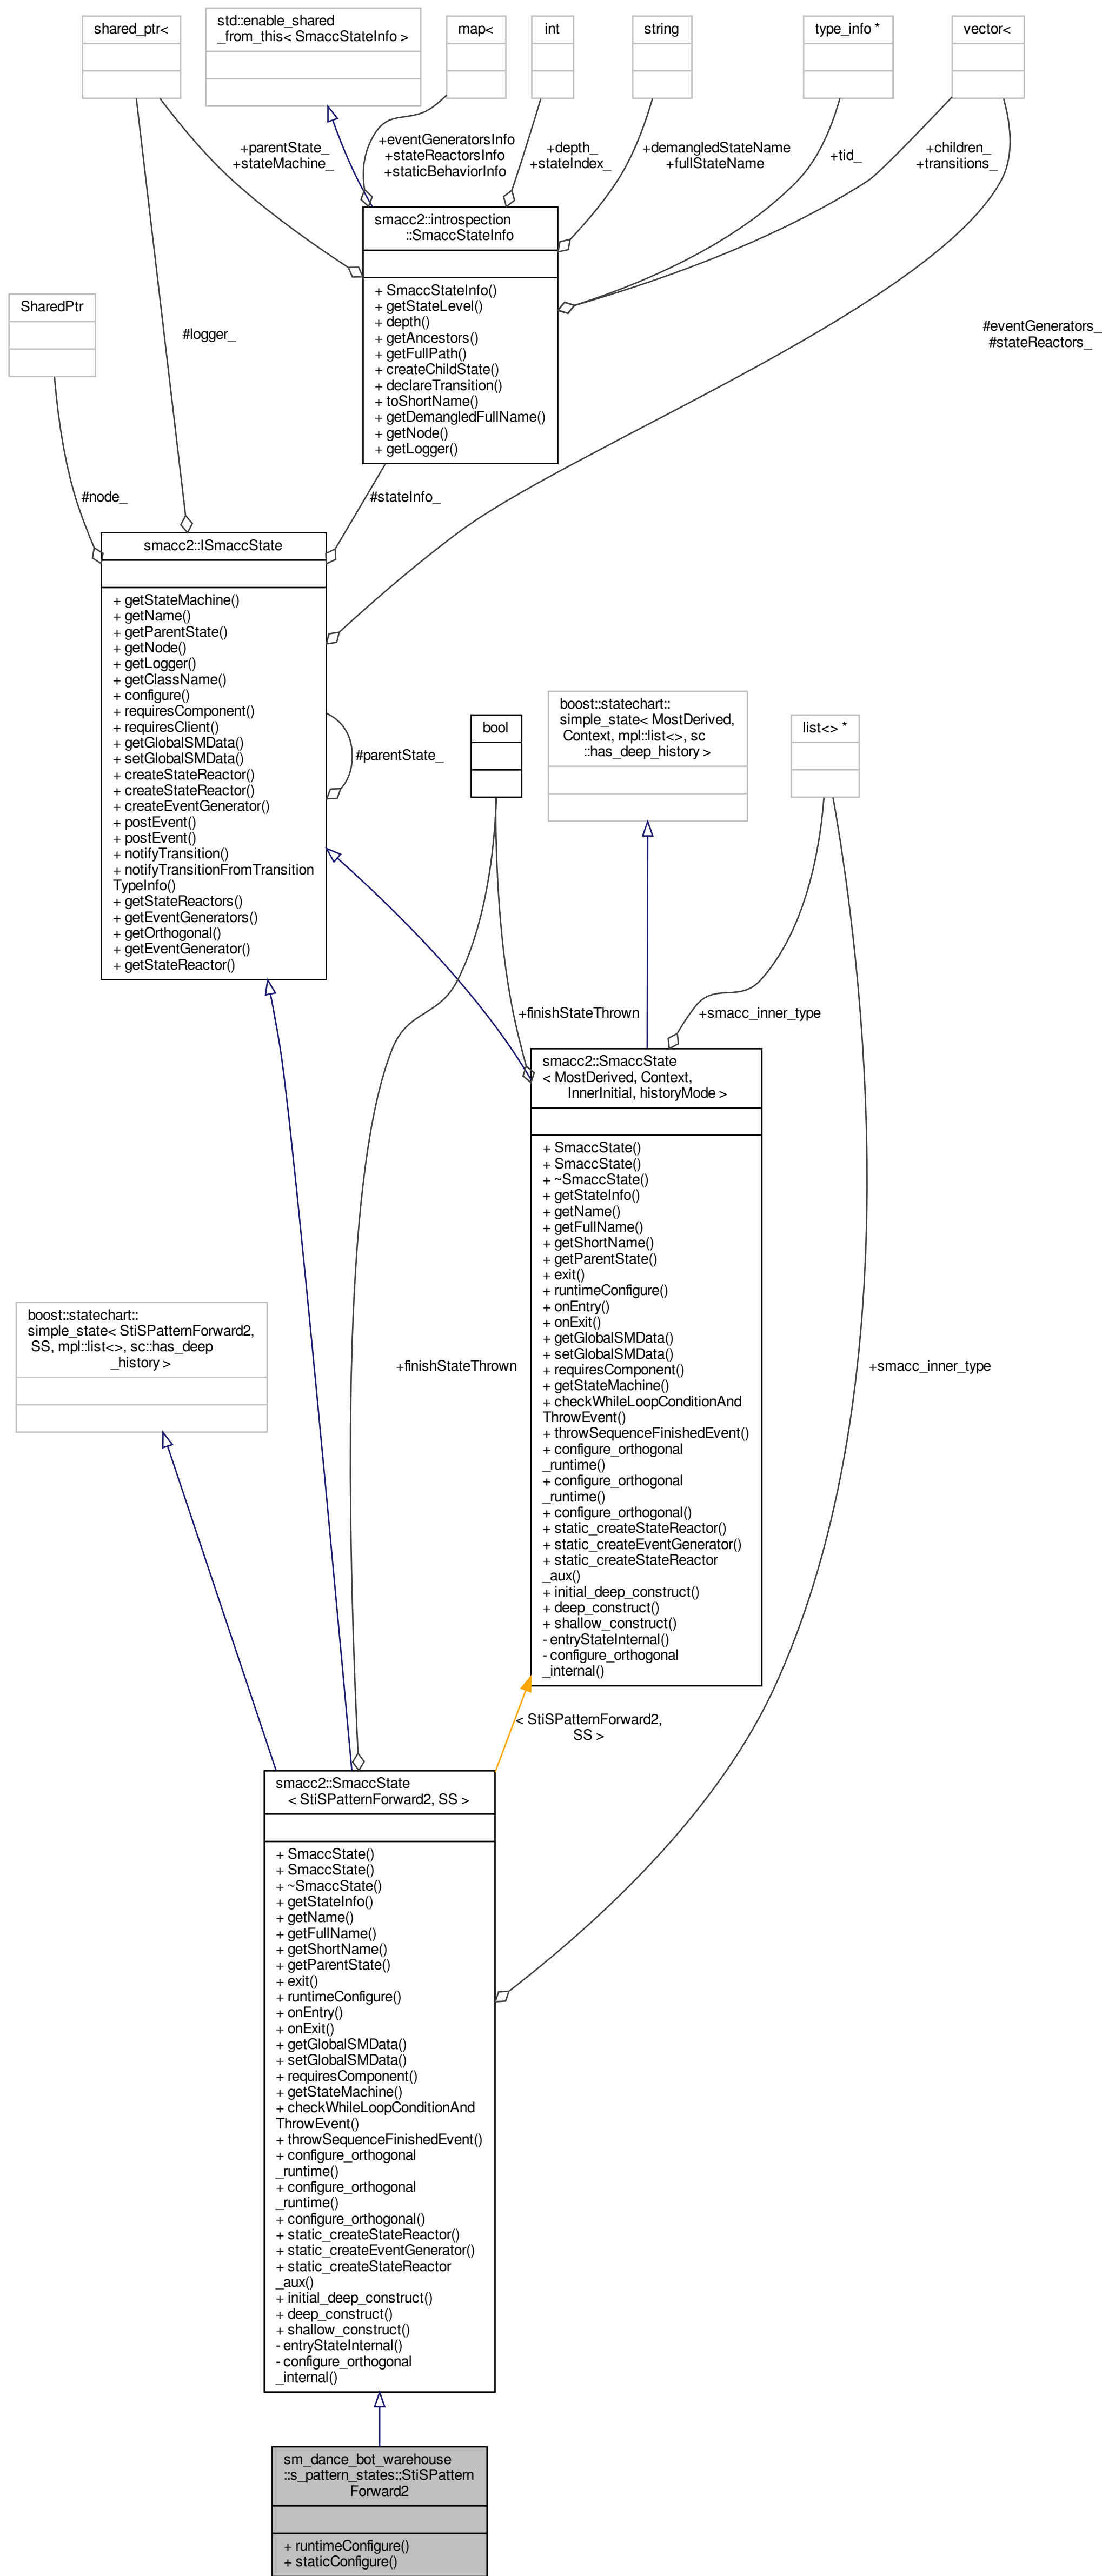 shared_ptr<
std::enable_shared
_from_this< SmaccStateInfo >
map<
int
string
type_info *
vector<
+parentState_
+stateMachine_
+eventGeneratorsInfo
+stateReactorsInfo
+staticBehaviorInfo
+depth_
+stateIndex_
+demangledStateName
+fullStateName
+tid_
+children_
+transitions_
smacc2::introspection
::SmaccStateInfo
+ SmaccStateInfo()
+ getStateLevel()
+ depth()
+ getAncestors()
+ getFullPath()
+ createChildState()
+ declareTransition()
+ toShortName()
+ getDemangledFullName()
+ getNode()
+ getLogger()
SharedPtr
#logger_
#eventGenerators_
#stateReactors_
#node_
#stateInfo_
smacc2::ISmaccState
+ getStateMachine()
+ getName()
+ getParentState()
+ getNode()
+ getLogger()
+ getClassName()
+ configure()
+ requiresComponent()
+ requiresClient()
+ getGlobalSMData()
+ setGlobalSMData()
+ createStateReactor()
+ createStateReactor()
+ createEventGenerator()
+ postEvent()
+ postEvent()
+ notifyTransition()
+ notifyTransitionFromTransition
TypeInfo()
+ getStateReactors()
+ getEventGenerators()
+ getOrthogonal()
+ getEventGenerator()
+ getStateReactor()
#parentState_
bool
boost::statechart::
simple_state< MostDerived,
Context, mpl::list<>, sc
::has_deep_history >
list<> *
+finishStateThrown
+smacc_inner_type
smacc2::SmaccState
< MostDerived, Context,
InnerInitial, historyMode >
+ SmaccState()
+ SmaccState()
+ ~SmaccState()
+ getStateInfo()
+ getName()
+ getFullName()
+ getShortName()
+ getParentState()
+ exit()
+ runtimeConfigure()
+ onEntry()
+ onExit()
+ getGlobalSMData()
+ setGlobalSMData()
+ requiresComponent()
+ getStateMachine()
+ checkWhileLoopConditionAnd
ThrowEvent()
+ throwSequenceFinishedEvent()
+ configure_orthogonal
_runtime()
+ configure_orthogonal
_runtime()
+ configure_orthogonal()
+ static_createStateReactor()
+ static_createEventGenerator()
+ static_createStateReactor
_aux()
+ initial_deep_construct()
+ deep_construct()
+ shallow_construct()
- entryStateInternal()
- configure_orthogonal
_internal()
boost::statechart::
simple_state< StiSPatternForward2,
SS, mpl::list<>, sc::has_deep
_history >
+finishStateThrown
+smacc_inner_type
< StiSPatternForward2,
SS >
smacc2::SmaccState
< StiSPatternForward2, SS >
+ SmaccState()
+ SmaccState()
+ ~SmaccState()
+ getStateInfo()
+ getName()
+ getFullName()
+ getShortName()
+ getParentState()
+ exit()
+ runtimeConfigure()
+ onEntry()
+ onExit()
+ getGlobalSMData()
+ setGlobalSMData()
+ requiresComponent()
+ getStateMachine()
+ checkWhileLoopConditionAnd
ThrowEvent()
+ throwSequenceFinishedEvent()
+ configure_orthogonal
_runtime()
+ configure_orthogonal
_runtime()
+ configure_orthogonal()
+ static_createStateReactor()
+ static_createEventGenerator()
+ static_createStateReactor
_aux()
+ initial_deep_construct()
+ deep_construct()
+ shallow_construct()
- entryStateInternal()
- configure_orthogonal
_internal()
sm_dance_bot_warehouse
::s_pattern_states::StiSPattern
Forward2
+ runtimeConfigure()
+ staticConfigure()